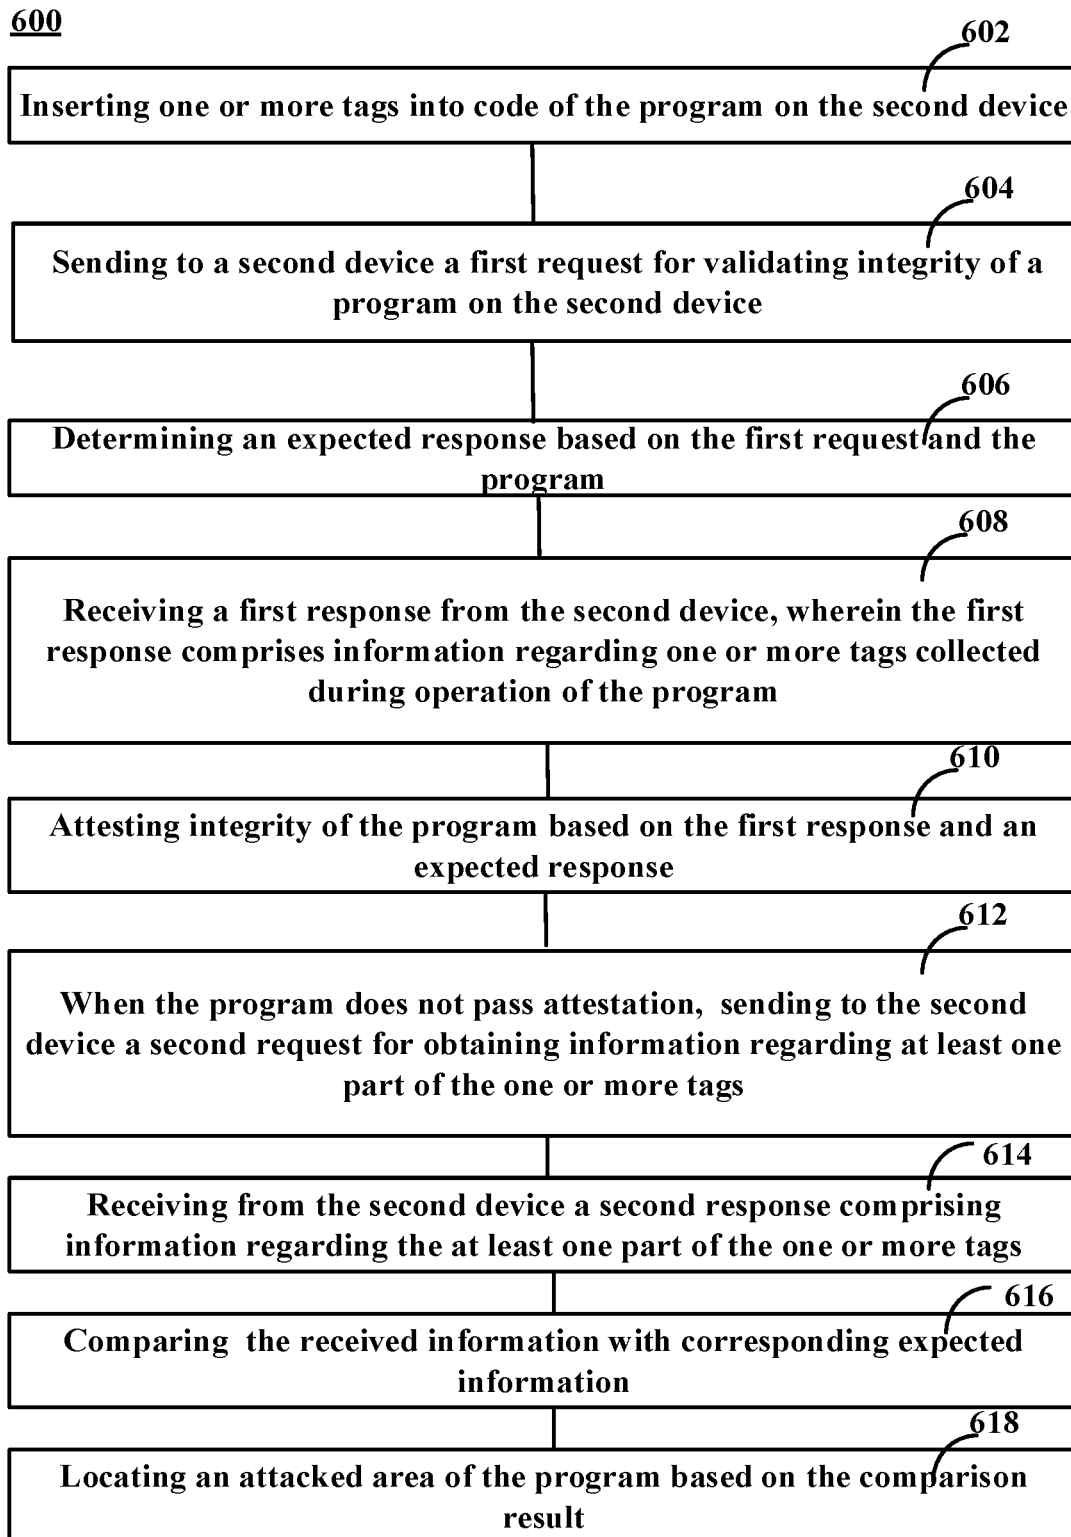 600
602
Inserting one or more tags into code of the program on the second device
604
Sending to a second device a first request for validating integrity of a
program on the second device
606
Determining an expected response based on the first request and the
program
608
Receiving a first response from the second device, wherein the first
response comprises information regarding one or more tags collected
during operation of the program
610
Attesting integrity of the program based on the first response and an
expected response
612
When the program does not pass attestation, sending to the second
device a second request for obtaining information regarding at least one
part of the one or more tags
614
Receiving from the second device a second response comprising
information regarding the at least one part of the one or more tags
616
Comparing the received information with corresponding expected
information
618
Locating an attacked area of the program based on the comparison
result